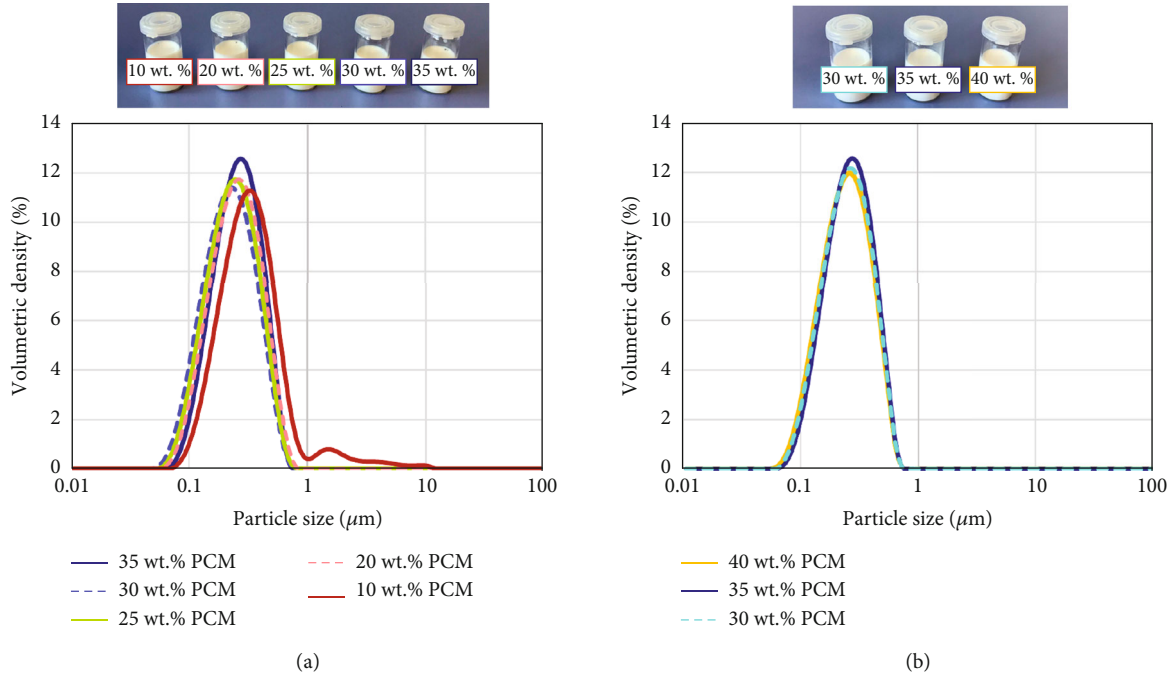 10 wt. % 20 wt. % 25 wt. % 30 wt. % 35 wt. %
14
12
10
8
6
4
2
0
Volumetric density (%)
0.01 0.1 1 10 100
Particle size (μm)
35 wt.% PCM
30 wt.% PCM
25 wt.% PCM
20 wt.% PCM
10 wt.% PCM
(a)
30 wt. % 35 wt. % 40 wt. %
14
12
10
8
6
4
2
0
Volumetric density (%)
0.01 0.1 1 10 100
Particle size (μm)
40 wt.% PCM
35 wt.% PCM
30 wt.% PCM
(b)